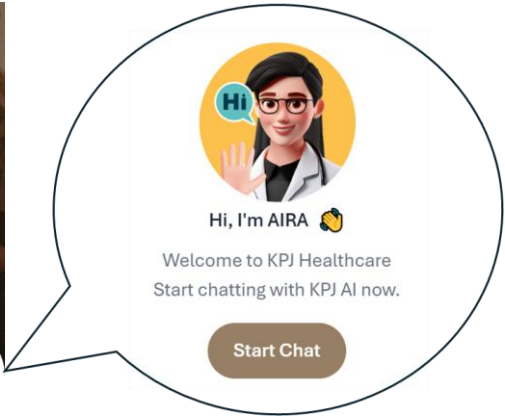 Hi
Hi, I'm AIRA 👋
Welcome to KPJ Healthcare
Start chatting with KPJ AI now.
Start Chat